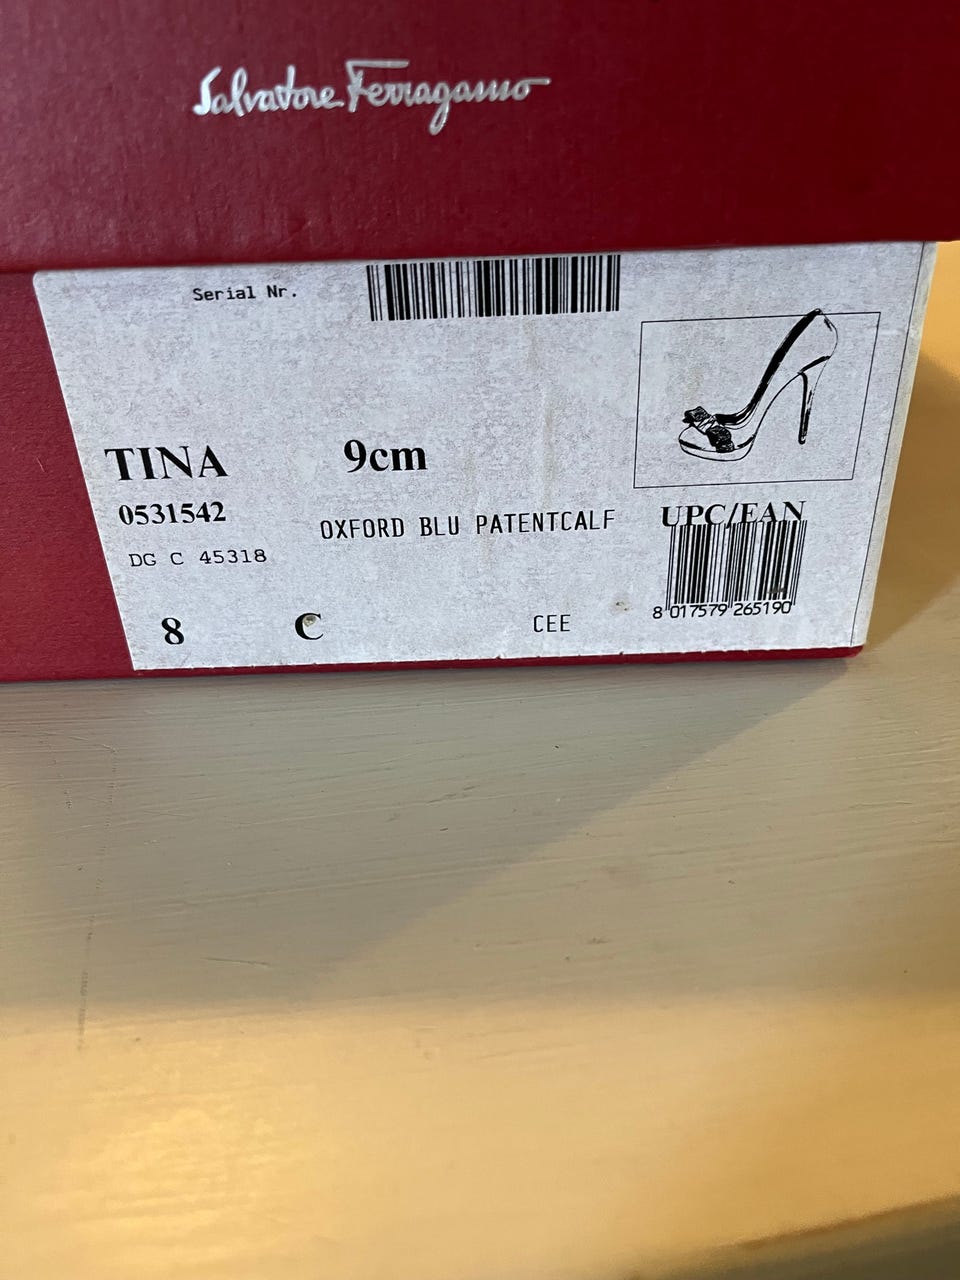 Salvatore Ferragamo
Serial Nr.
TINA 9cm
0531542
OXFORD BLU PATENTCALF
UPC/EAN
DG C 45318
8 017579 265190
8 C CEE